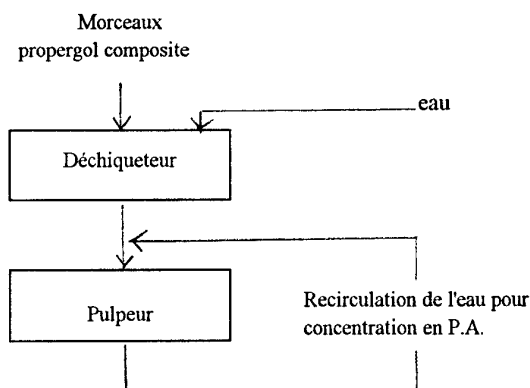 Morceaux
propergol composite
eau
Déchiqueteur
Pulpeur
Recirculation de l'eau pour
concentration en P.A.